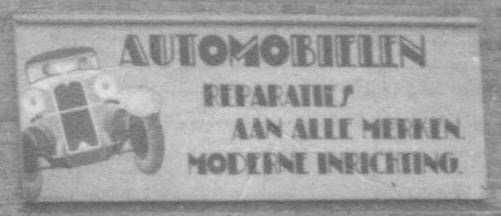 AUTOMOBIELEN
REPARATIES
AAN ALLE MERKEN.
MODERNE INRICHTING.